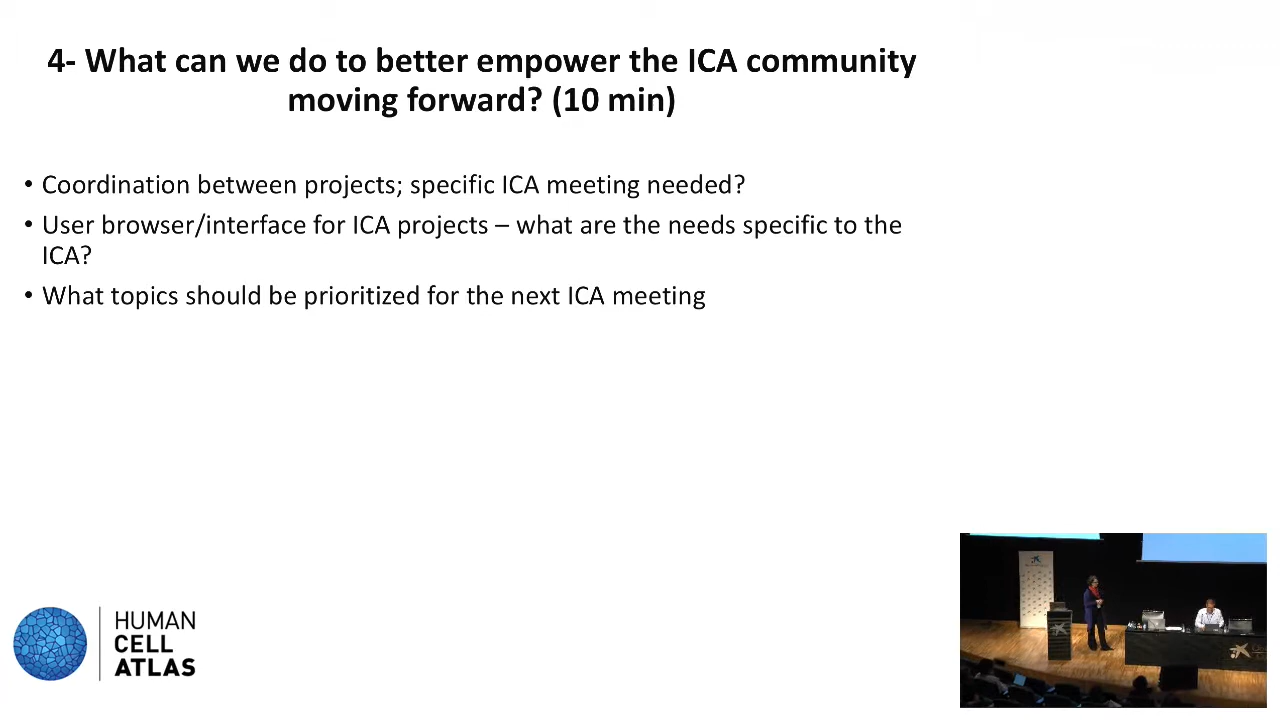 4- What can we do to better empower the ICA community
moving forward? (10 min)
• Coordination between projects; specific ICA meeting needed?
• User browser/interface for ICA projects – what are the needs specific to the
ICA?
• What topics should be prioritized for the next ICA meeting
HUMAN
CELL
ATLAS